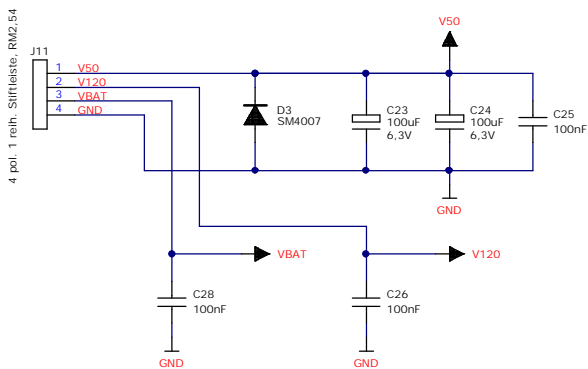 4 pol. 1 reih. Stiftleiste, RM2,54
J11
1 V50
2 V120
3 VBAT
4 GND
V50
D3
SM4007
C23
100uF
6,3V
C24
100uF
6,3V
C25
100nF
GND
VBAT
V120
C28
100nF
C26
100nF
GND
GND